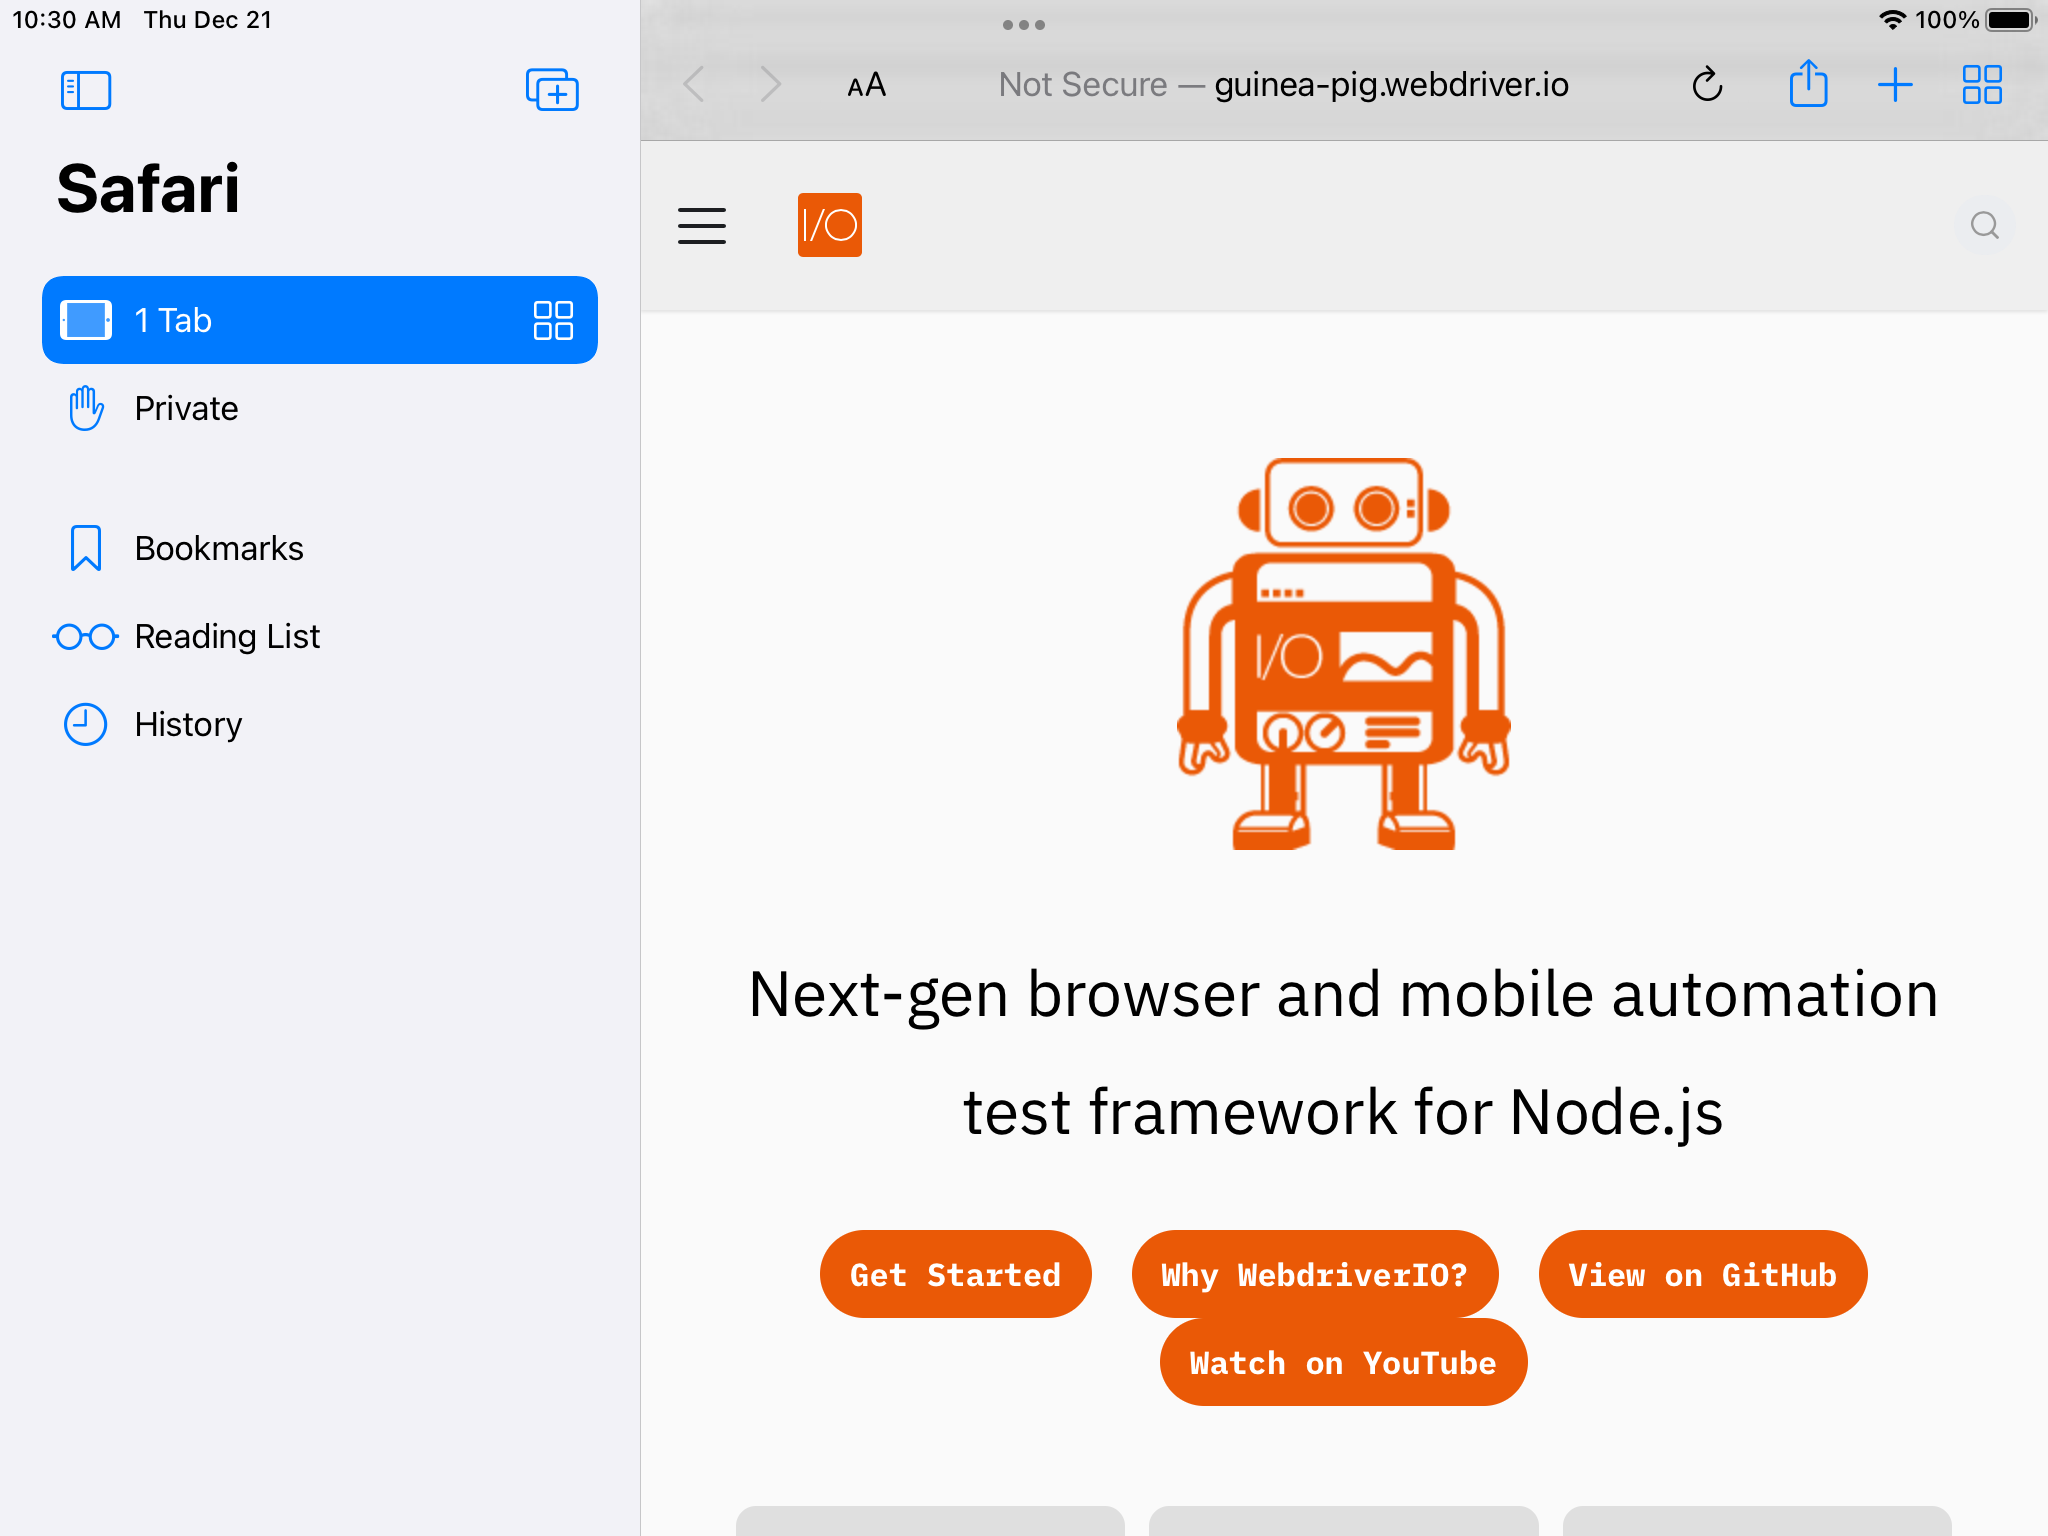 10:30 AM Thu Dec 21
100%
AA
Not Secure — guinea-pig.webdriver.io
Safari
1 Tab
Private
Bookmarks
Reading List
History
I/O
I/O
Next-gen browser and mobile automation
test framework for Node.js
Get Started
Why WebdriverIO?
View on GitHub
Watch on YouTube